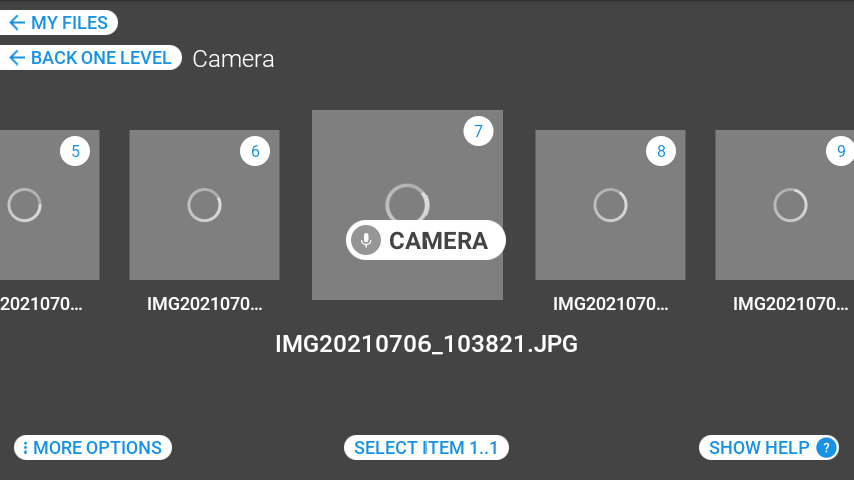 MY FILES
BACK ONE LEVEL Camera
5
6
7
8
9
CAMERA
2021070...
IMG2021070...
IMG2021070...
IMG2021070...
IMG20210706_103821.JPG
MORE OPTIONS
SELECT ITEM 1..1
SHOW HELP ?